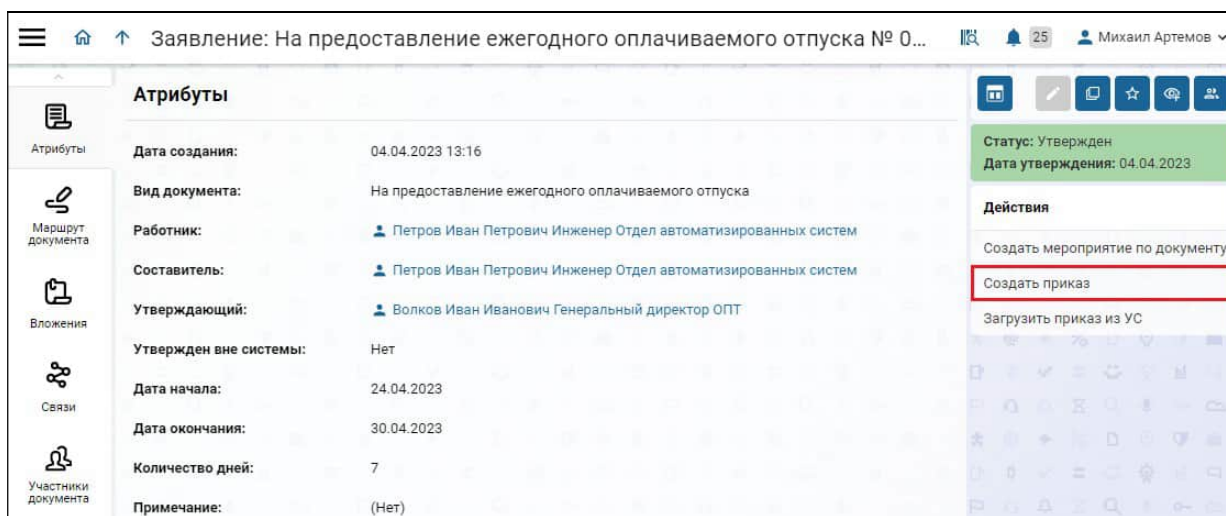 Заявление: На предоставление ежегодного оплачиваемого отпуска № 0...
25
Михаил Артемов
Атрибуты
Маршрут
документа
Вложения
Связи
Участники
документа
Атрибуты
Дата создания: 04.04.2023 13:16
Вид документа: На предоставление ежегодного оплачиваемого отпуска
Работник: Петров Иван Петрович Инженер Отдел автоматизированных систем
Составитель: Петров Иван Петрович Инженер Отдел автоматизированных систем
Утверждающий: Волков Иван Иванович Генеральный директор ОПТ
Утвержден вне системы: Нет
Дата начала: 24.04.2023
Дата окончания: 30.04.2023
Количество дней: 7
Примечание: (Нет)
Статус: Утвержден
Дата утверждения: 04.04.2023
Действия
Создать мероприятие по документу
Создать приказ
Загрузить приказ из УС